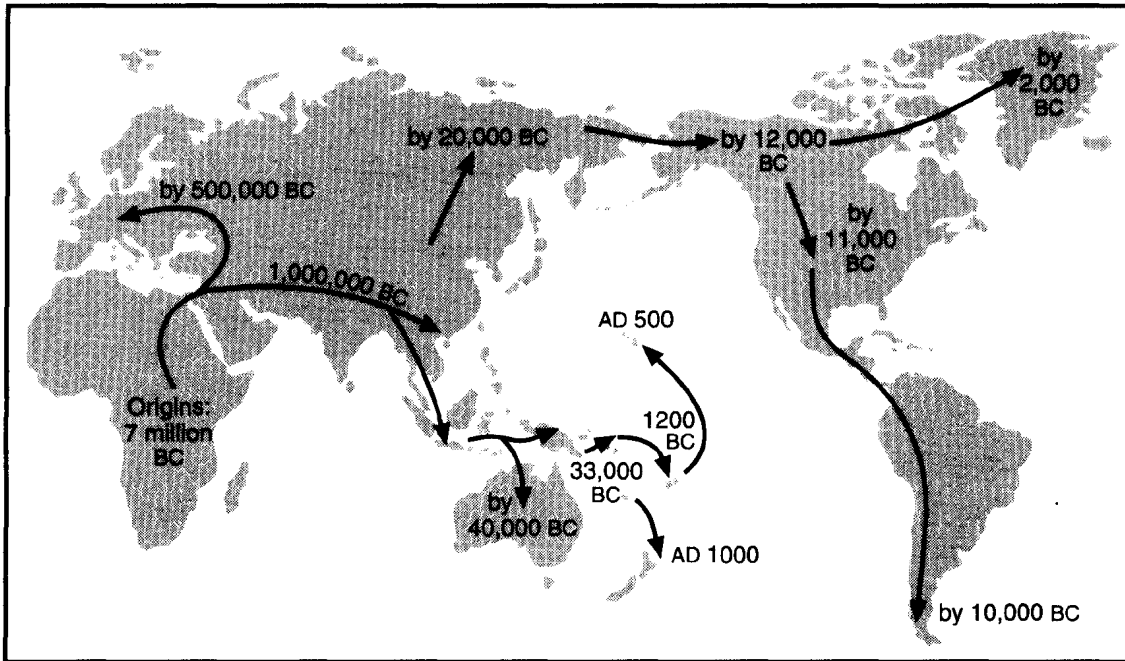 by
2,000
BC
by 20,000 BC
by 12,000
BC
by 500,000 BC
by
11,000
BC
1,000,000 BC
AD 500
Origins:
7 million
BC
1200
BC
33,000
BC
by
40,000 BC
AD 1000
by 10,000 BC